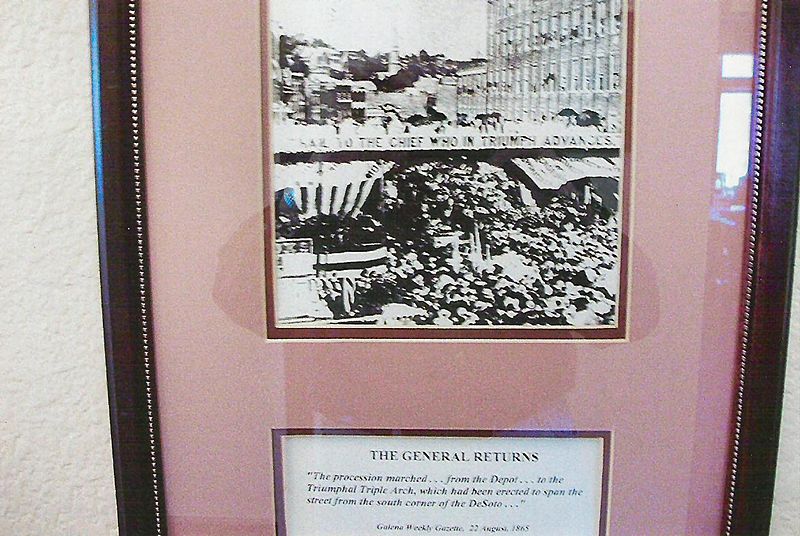 HAIL TO THE CHIEF WHO IN TRIUMPH ADVANCES.
THE GENERAL RETURNS
"The procession marched . . . from the Depot . . . to the
Triumphal Triple Arch, which had been erected to span the
street from the south corner of the DeSoto . . ."
Galena Weekly Gazette, 22 August, 1865